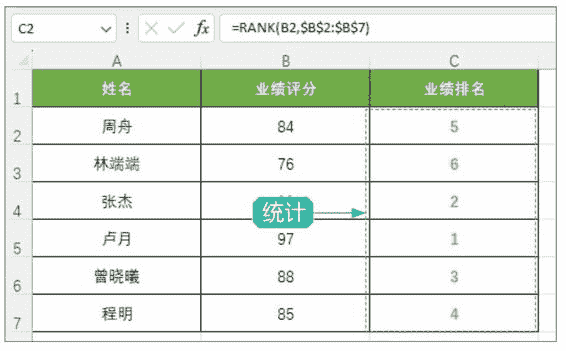 C2
fx
=RANK(B2,$B$2:$B$7)
A B C
1 姓名 业绩评分 业绩排名
2 周舟 84 5
3 林端端 76 6
4 张杰 2
统计
5 卢月 97 1
6 曾晓曦 88 3
7 程明 85 4